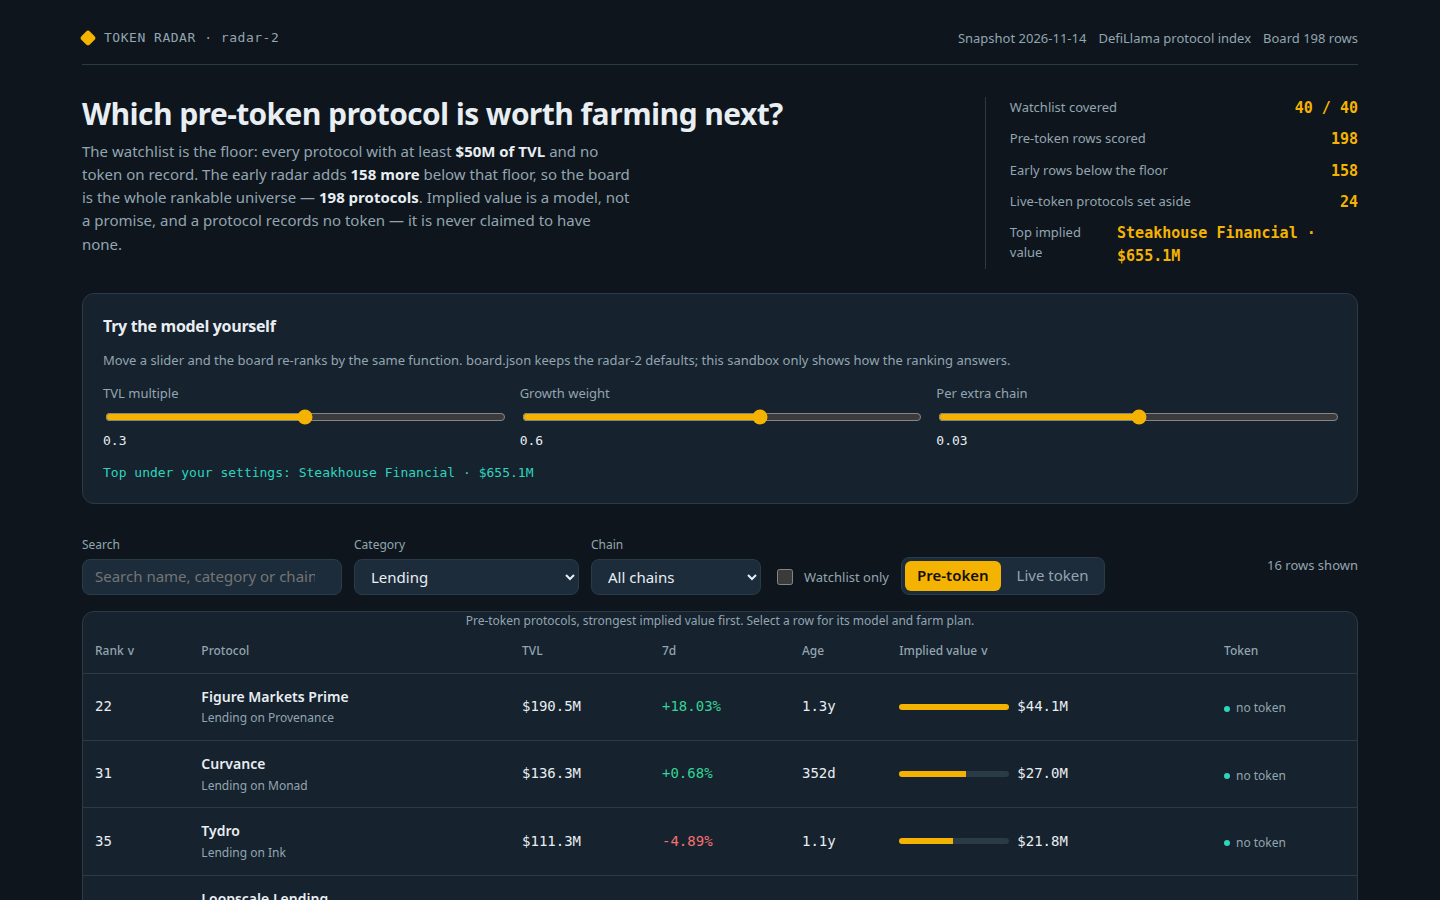 TOKEN RADAR · radar-2
Snapshot 2026-11-14 DefiLlama protocol index Board 198 rows
Which pre-token protocol is worth farming next?
The watchlist is the floor: every protocol with at least $50M of TVL and no
token on record. The early radar adds 158 more below that floor, so the board
is the whole rankable universe — 198 protocols. Implied value is a model, not
a promise, and a protocol records no token — it is never claimed to have
none.
Watchlist covered 40 / 40
Pre-token rows scored 198
Early rows below the floor 158
Live-token protocols set aside 24
Top implied value Steakhouse Financial · $655.1M
Try the model yourself
Move a slider and the board re-ranks by the same function. board.json keeps the radar-2 defaults; this sandbox only shows how the ranking answers.
TVL multiple Growth weight Per extra chain
0.3 0.6 0.03
Top under your settings: Steakhouse Financial · $655.1M
Search Category Chain
Search name, category or chain Lending All chains Watchlist only Pre-token Live token 16 rows shown
Pre-token protocols, strongest implied value first. Select a row for its model and farm plan.
Rank v Protocol TVL 7d Age Implied value v Token
22 Figure Markets Prime $190.5M +18.03% 1.3y $44.1M no token
Lending on Provenance
31 Curvance $136.3M +0.68% 352d $27.0M no token
Lending on Monad
35 Tydro $111.3M -4.89% 1.1y $21.8M no token
Lending on Ink
Loopscale Lending